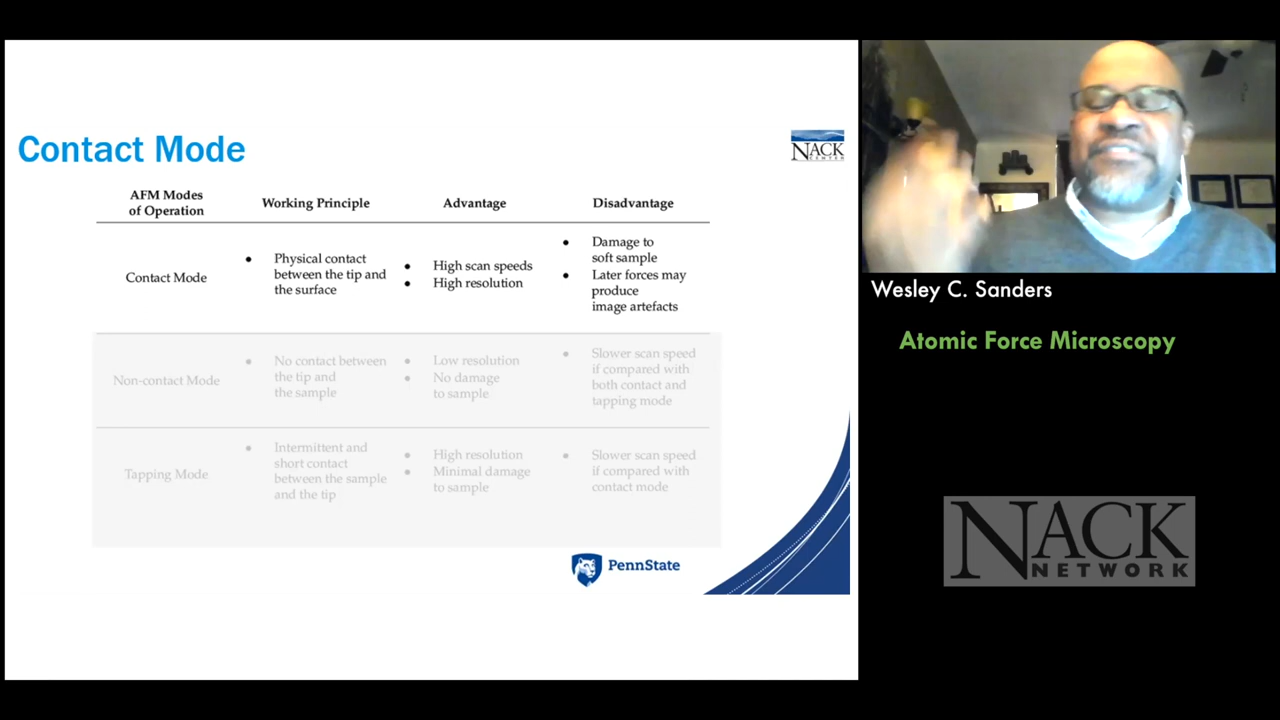 Contact Mode
NACK
CENTER
AFM Modes
of Operation
Working Principle
Advantage
Disadvantage
Contact Mode
● Physical contact
between the tip and
the surface
● High scan speeds
● High resolution
● Damage to
soft sample
● Later forces may
produce
image artefacts
Non-contact Mode
● No contact between
the tip and
the sample
● Low resolution
● No damage
to sample
● Slower scan speed
if compared with
both contact and
tapping mode
Tapping Mode
● Intermittent and
short contact
between the sample
and the tip
● High resolution
● Minimal damage
to sample
● Slower scan speed
if compared with
contact mode
PennState
Wesley C. Sanders
Atomic Force Microscopy
NACK
NETWORK